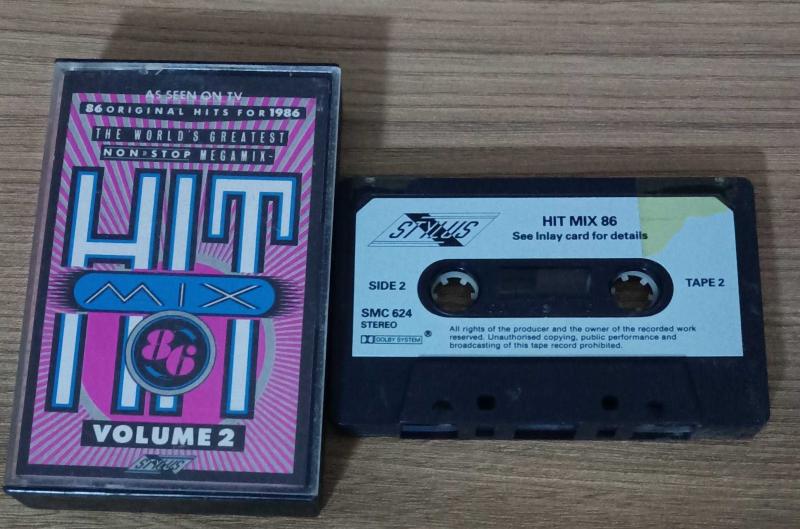 AS SEEN ON TV
86 ORIGINAL HITS FOR 1986
THE WORLD'S GREATEST
NON-STOP MEGAMIX-
HIT
MIX
86
VOLUME 2
STYLUS
STYLUS
HIT MIX 86
See Inlay card for details
SIDE 2
TAPE 2
SMC 624
STEREO
DOLBY SYSTEM ®
All rights of the producer and the owner of the recorded work
reserved. Unauthorised copying, public performance and
broadcasting of this tape record prohibited.